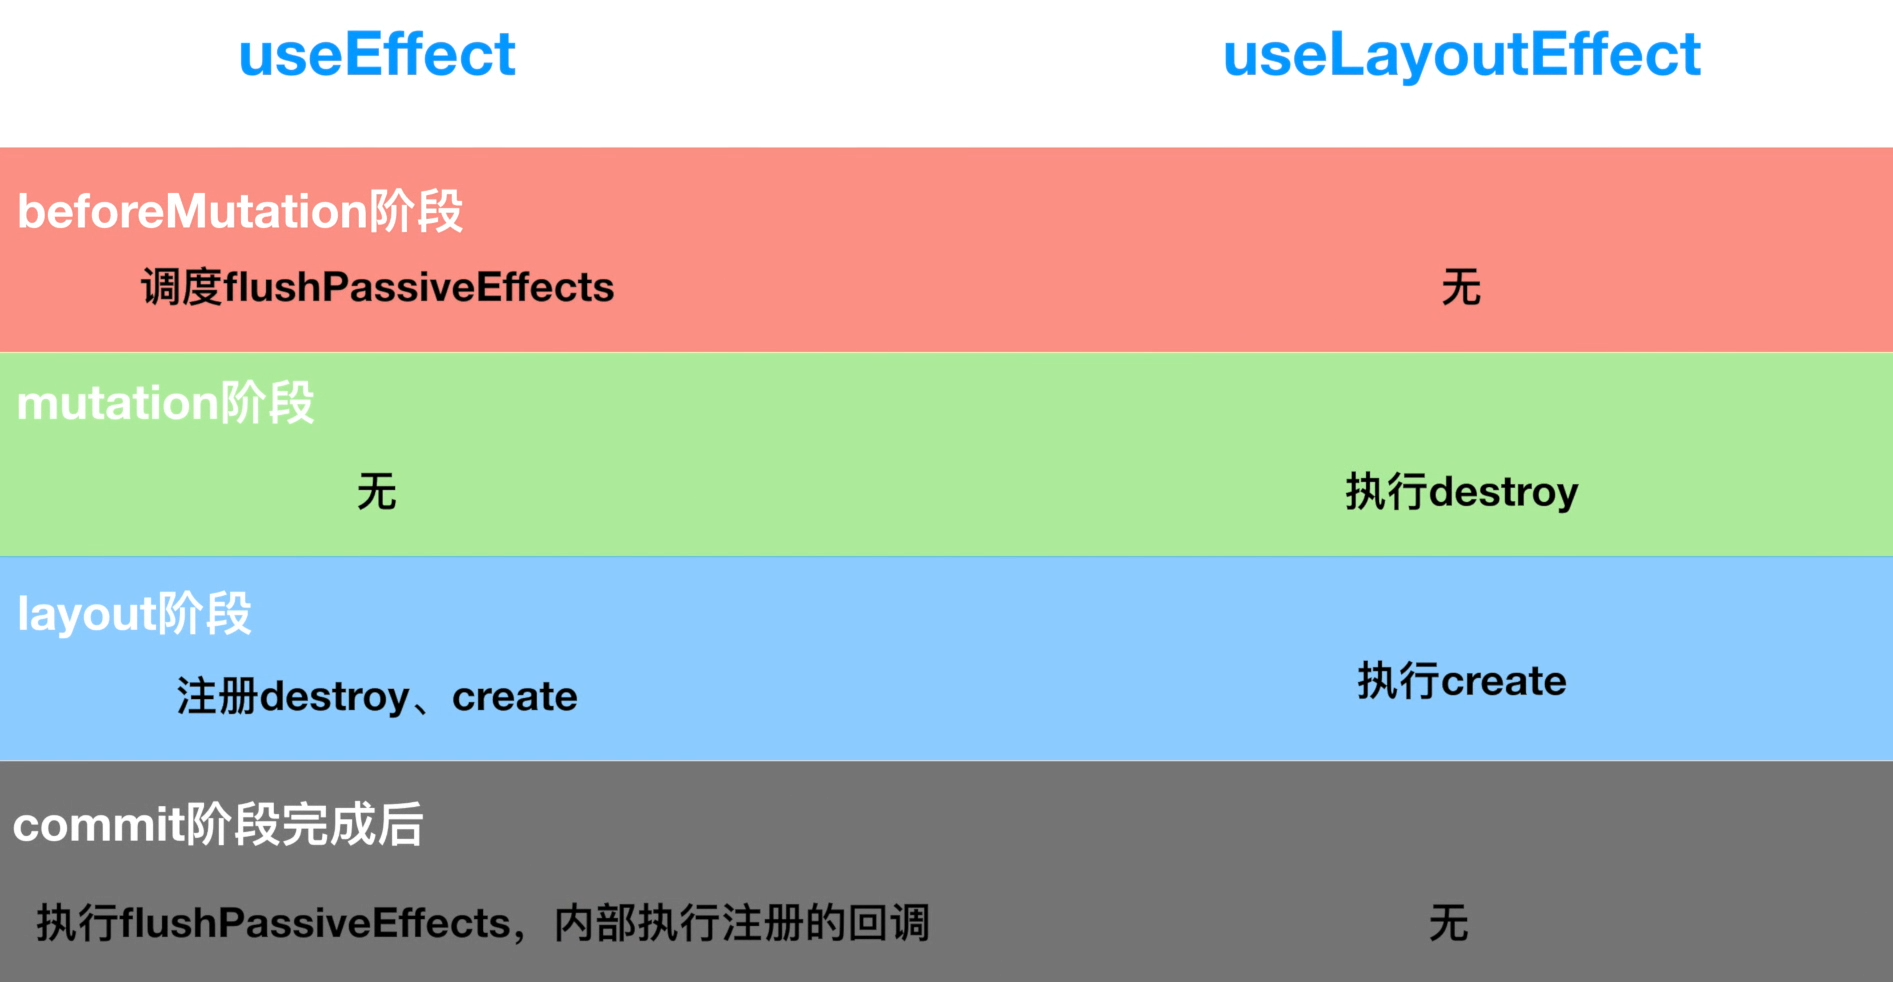 useEffect
useLayoutEffect
beforeMutation阶段
调度flushPassiveEffects
无
mutation阶段
无
执行destroy
layout阶段
注册destroy、create
执行create
commit阶段完成后
执行flushPassiveEffects，内部执行注册的回调
无